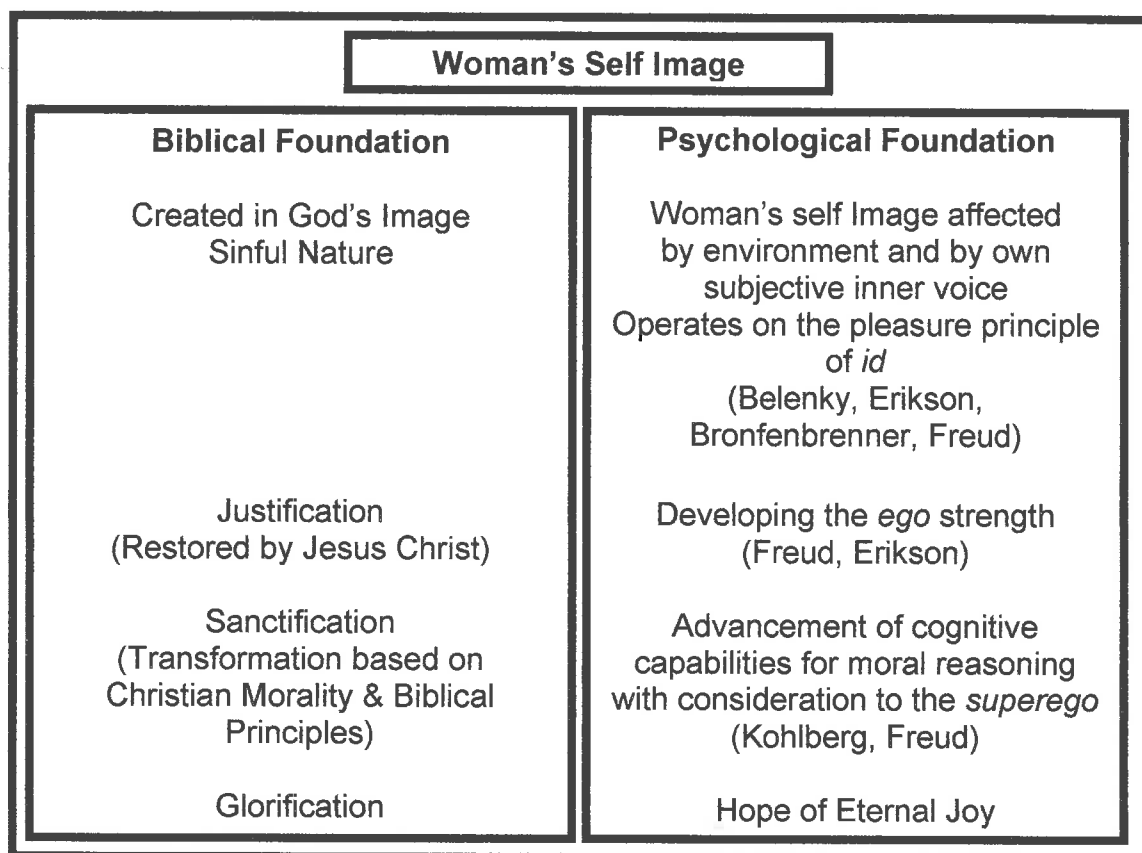 Woman's Self Image
Biblical Foundation
Created in God's Image
Sinful Nature
Justification
(Restored by Jesus Christ)
Sanctification
(Transformation based on
Christian Morality & Biblical
Principles)
Glorification
Psychological Foundation
Woman's self Image affected
by environment and by own
subjective inner voice
Operates on the pleasure principle
of id
(Belenky, Erikson,
Bronfenbrenner, Freud)
Developing the ego strength
(Freud, Erikson)
Advancement of cognitive
capabilities for moral reasoning
with consideration to the superego
(Kohlberg, Freud)
Hope of Eternal Joy